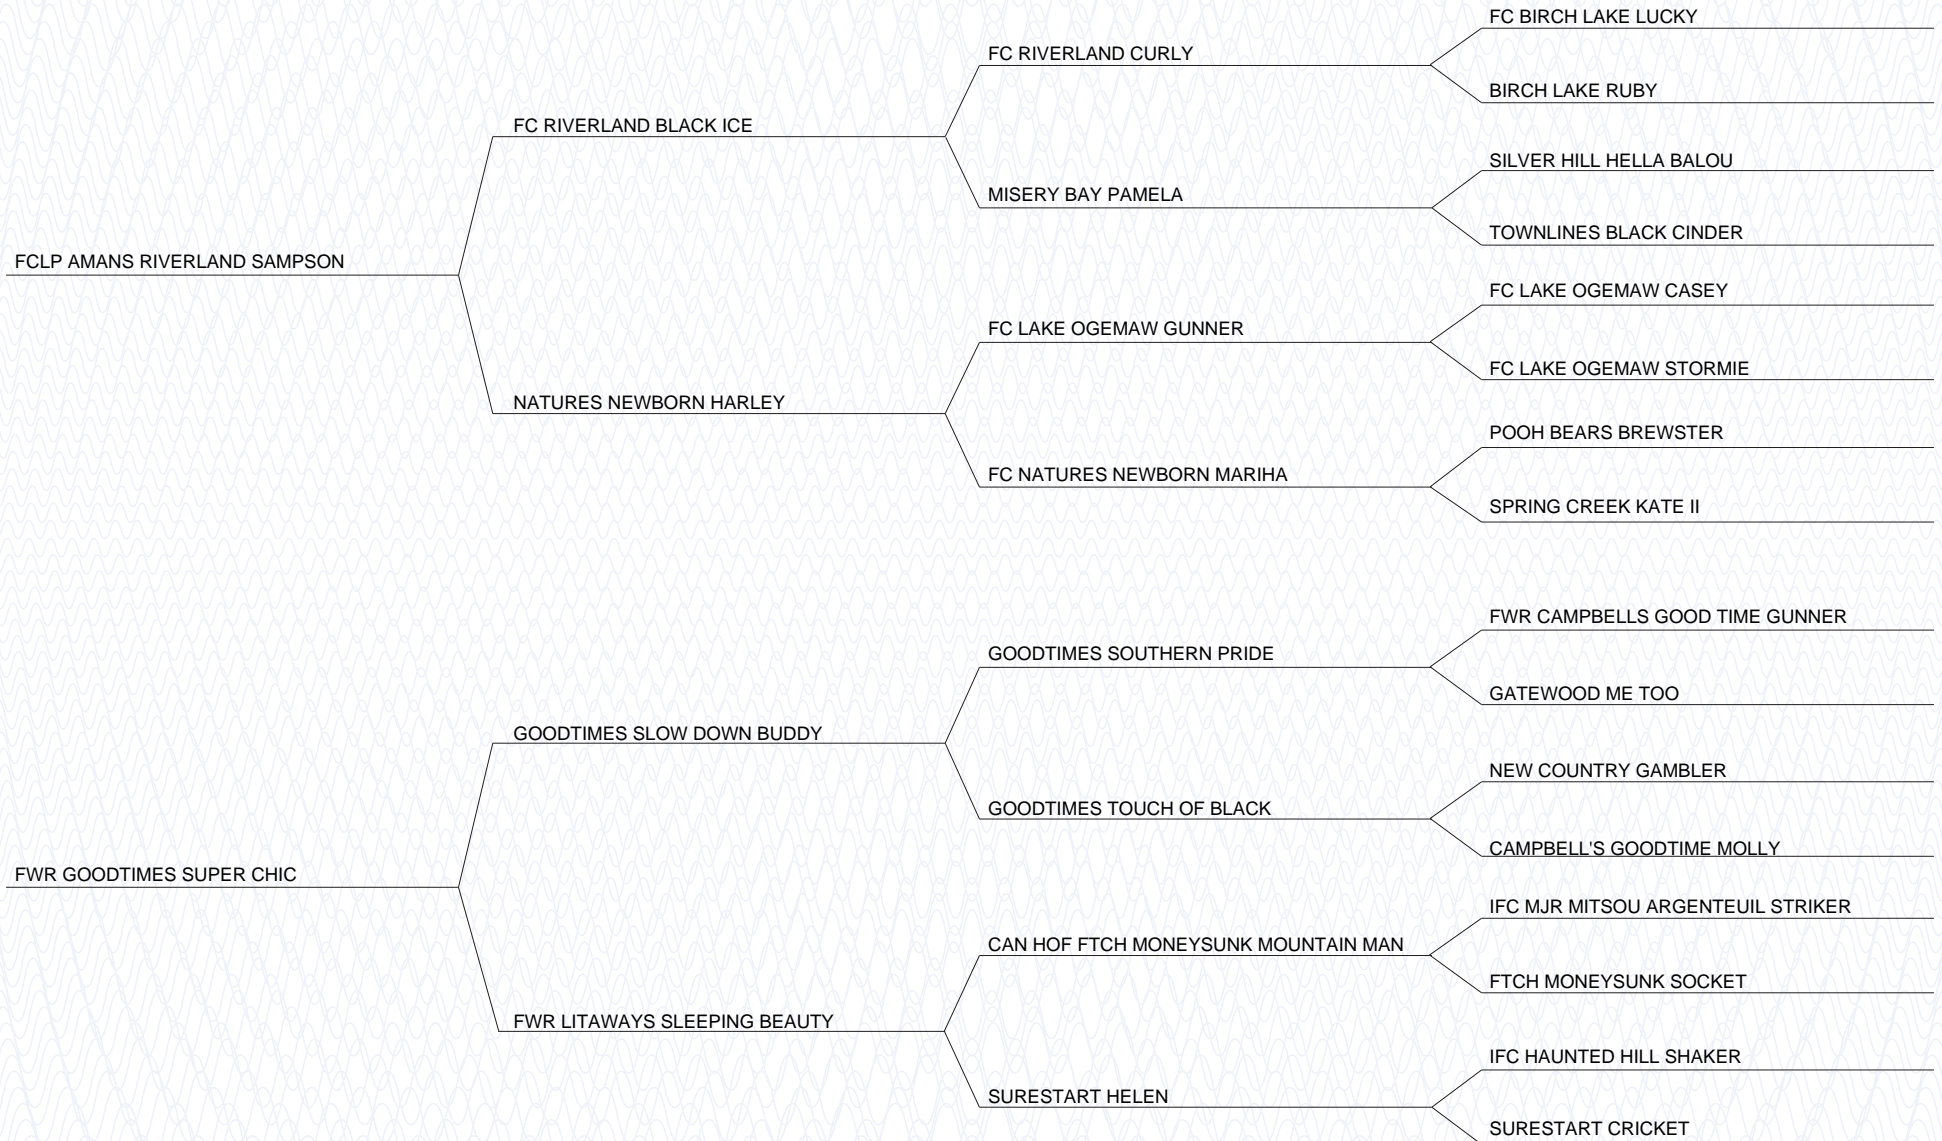 FC BIRCH LAKE LUCKY
FC RIVERLAND CURLY
BIRCH LAKE RUBY
FC RIVERLAND BLACK ICE
SILVER HILL HELLA BALOU
MISERY BAY PAMELA
TOWNLINES BLACK CINDER
FCLP AMANS RIVERLAND SAMPSON
FC LAKE OGEMAW CASEY
FC LAKE OGEMAW GUNNER
FC LAKE OGEMAW STORMIE
NATURES NEWBORN HARLEY
POOH BEARS BREWSTER
FC NATURES NEWBORN MARIHA
SPRING CREEK KATE II
FWR CAMPBELLS GOOD TIME GUNNER
GOODTIMES SOUTHERN PRIDE
GATEWOOD ME TOO
GOODTIMES SLOW DOWN BUDDY
NEW COUNTRY GAMBLER
GOODTIMES TOUCH OF BLACK
CAMPBELL'S GOODTIME MOLLY
FWR GOODTIMES SUPER CHIC
IFC MJR MITSOU ARGENTEUIL STRIKER
CAN HOF FTCH MONEYSUNK MOUNTAIN MAN
FTCH MONEYSUNK SOCKET
FWR LITAWAYS SLEEPING BEAUTY
IFC HAUNTED HILL SHAKER
SURESTART HELEN
SURESTART CRICKET